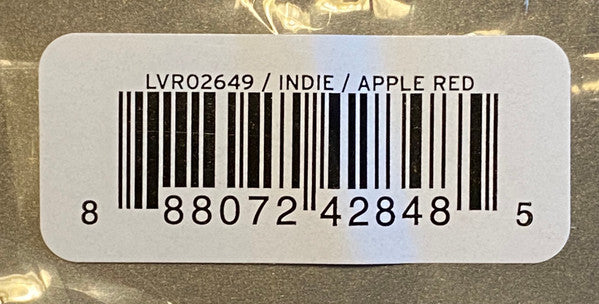 LVR02649 / INDIE / APPLE RED
8 88072 42848 5